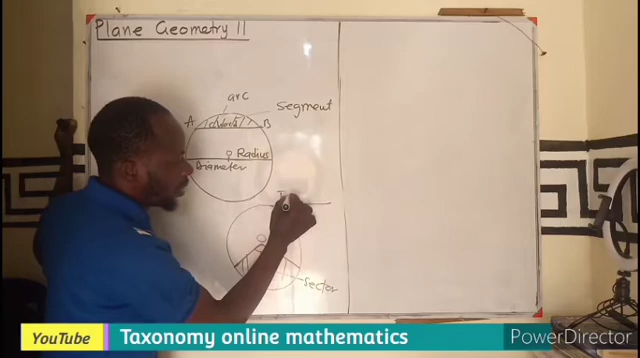 Plane Geometry II
arc
Segment
A chord B
Radius
Diameter
Sector
YouTube Taxonomy online mathematics
PowerDirector